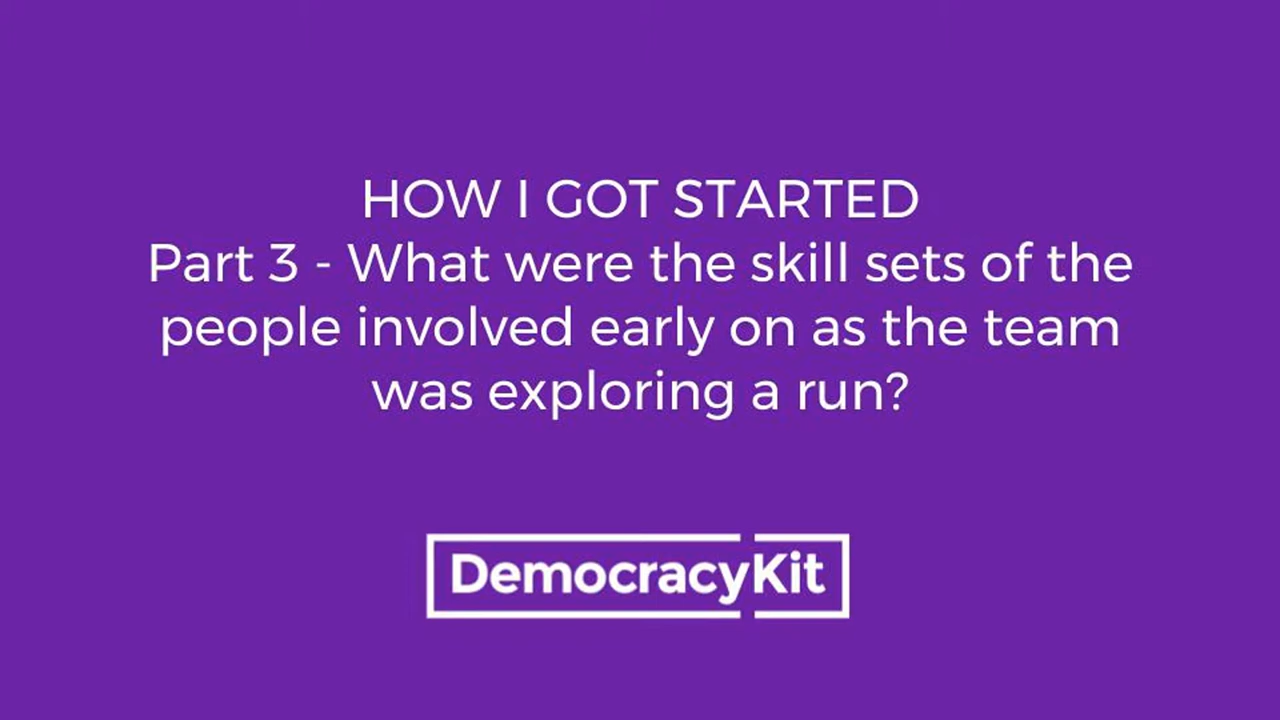 HOW I GOT STARTED
Part 3 - What were the skill sets of the
people involved early on as the team
was exploring a run?
DemocracyKit